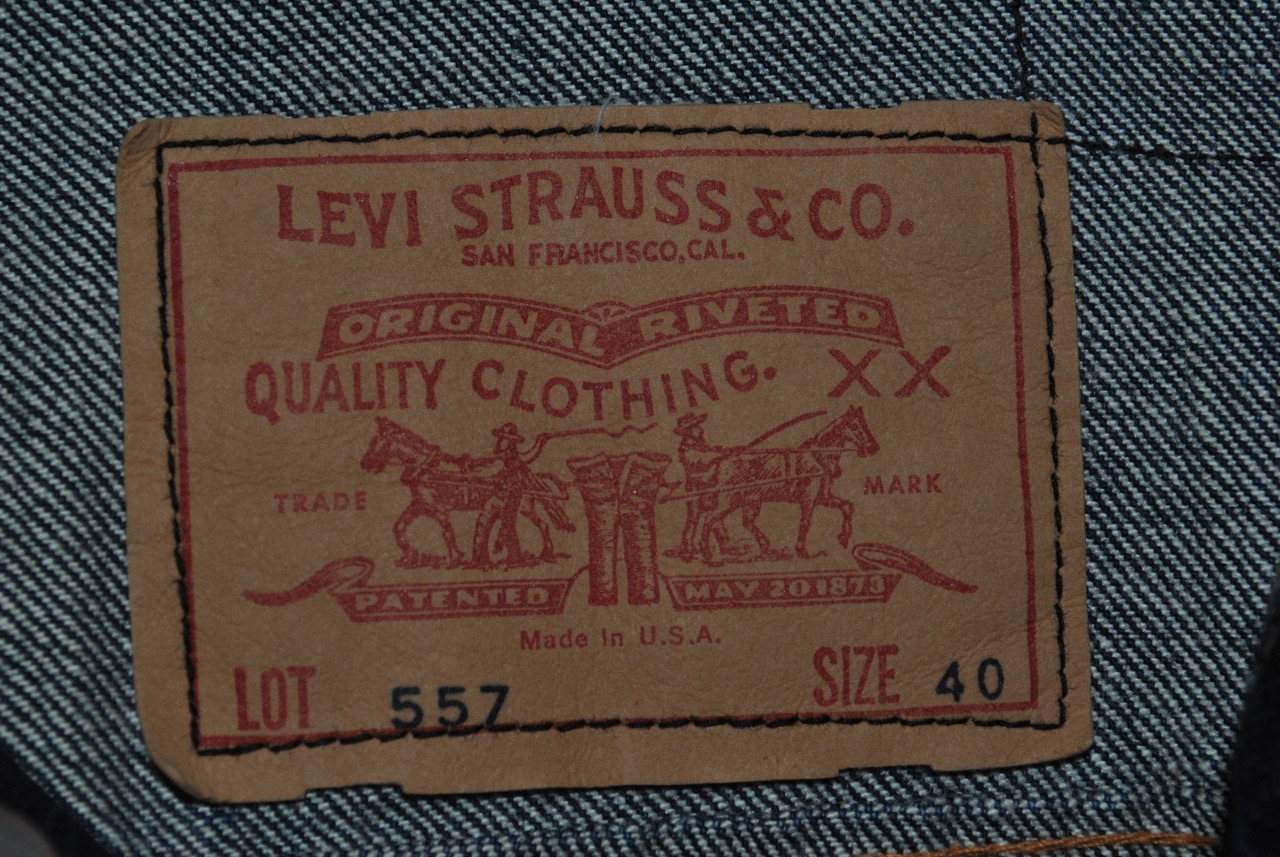 LEVI STRAUSS & CO.
SAN FRANCISCO, CAL.
ORIGINAL RIVETED
QUALITY CLOTHING. XX
TRADE MARK
PATENTED MAY 20 1873
Made in U.S.A.
LOT 557 SIZE 40